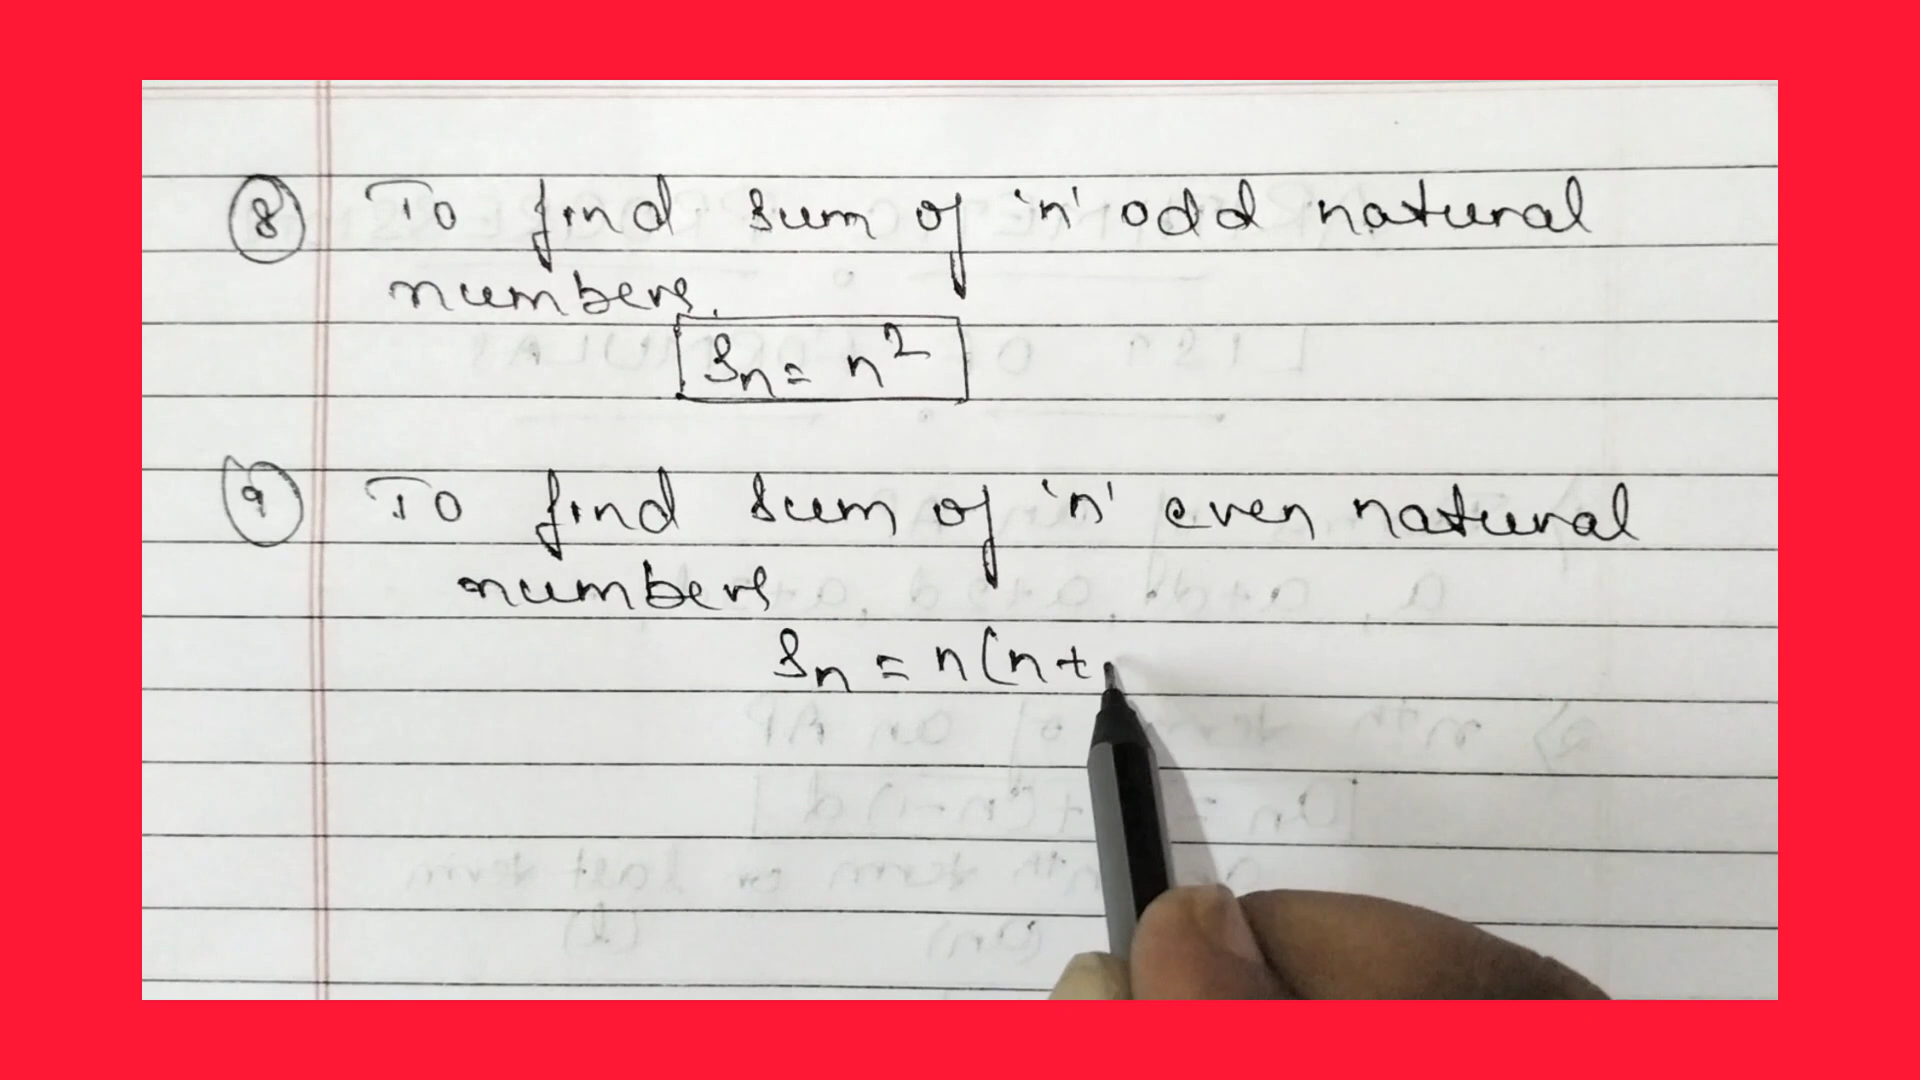 8 To find sum of 'n' odd natural
numbers.
Sn = n²
9 To find sum of 'n' even natural
numbers
Sn = n(n+